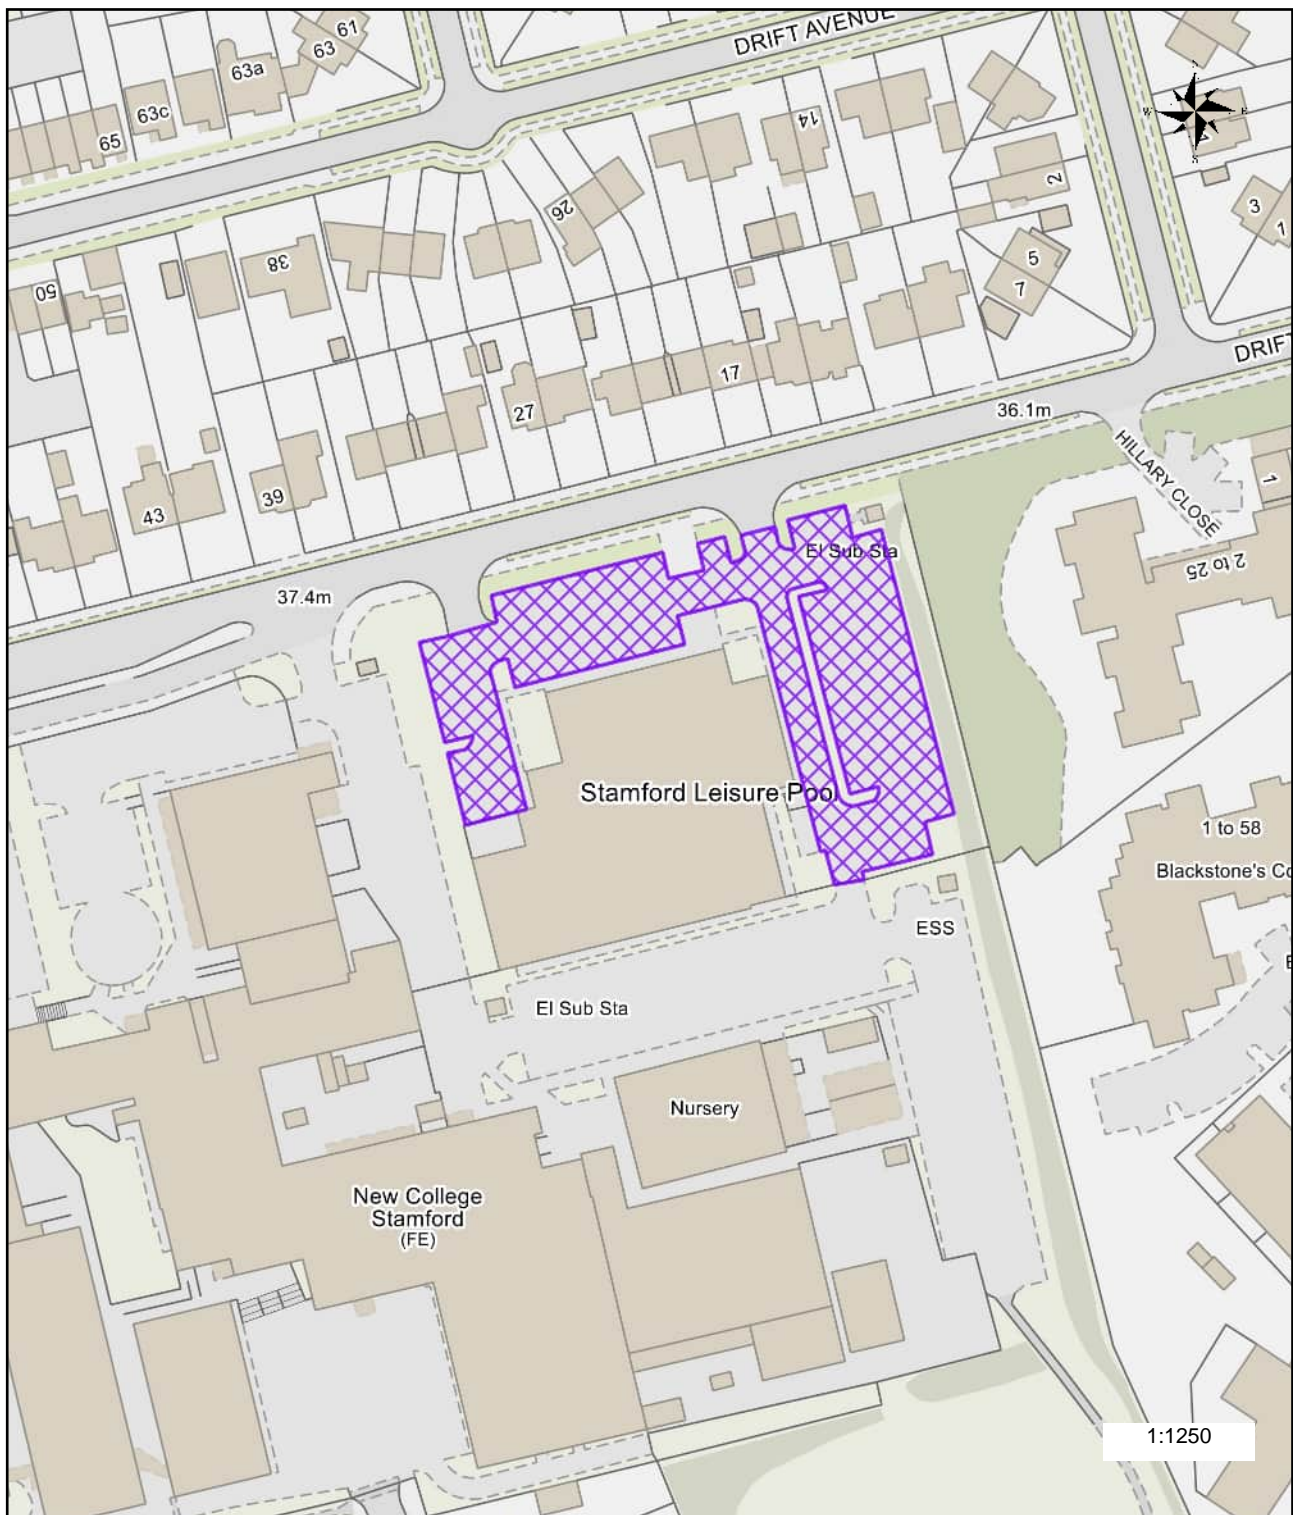 DRIFT AVENUE
61
63
63a
63c
65
14
N
W
E
S
2
3
1
26
38
50
5
7
17
DRIFT
27
36.1m
HILLARY CLOSE
1
39
43
El Sub Sta
2 to 25
37.4m
Stamford Leisure Pool
1 to 58
Blackstone's Co
ESS
El Sub Sta
Nursery
New College
Stamford
(FE)
1:1250